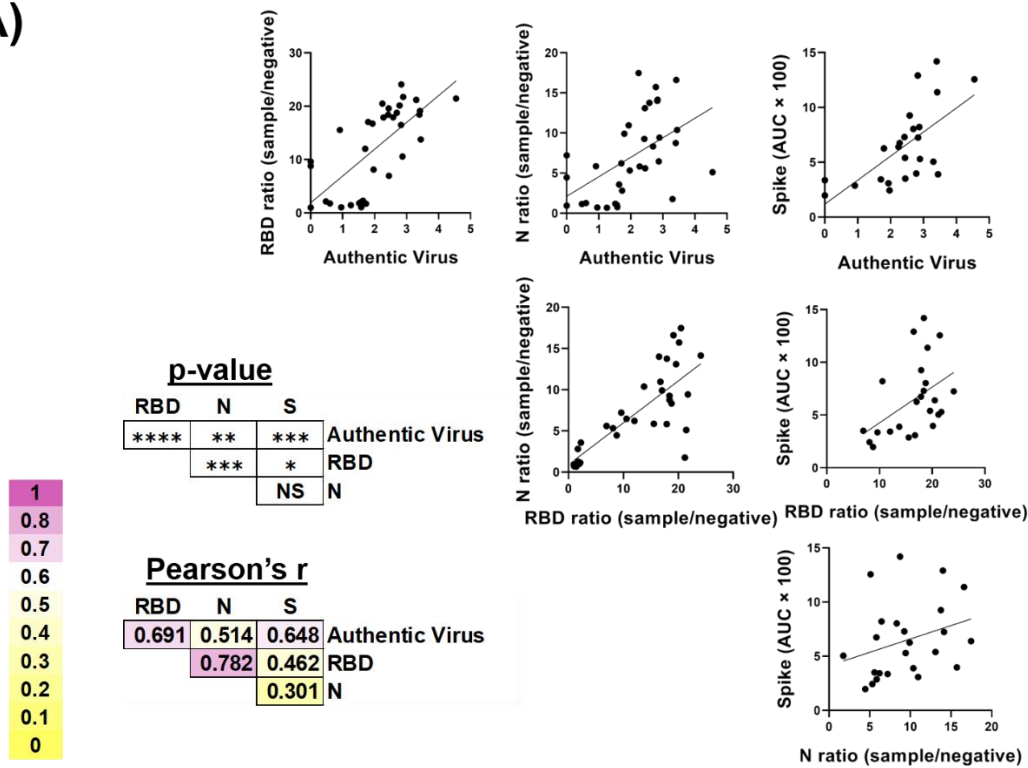 A)
30
20
10
0
0 1 2 3 4 5
RBD ratio (sample/negative)
Authentic Virus
20
15
10
5
0
0 1 2 3 4 5
N ratio (sample/negative)
Authentic Virus
15
10
5
0
0 1 2 3 4 5
Spike (AUC × 100)
Authentic Virus
20
15
10
5
0
0 10 20 30
N ratio (sample/negative)
RBD ratio (sample/negative)
15
10
5
0
0 10 20 30
Spike (AUC × 100)
RBD ratio (sample/negative)
p-value
RBD N S
**** ** *** Authentic Virus
*** * RBD
NS N
1
0.8
0.7
0.6
0.5
0.4
0.3
0.2
0.1
0
Pearson’s r
RBD N S
0.691 0.514 0.648 Authentic Virus
0.782 0.462 RBD
0.301 N
15
10
5
0
0 5 10 15 20
Spike (AUC × 100)
N ratio (sample/negative)